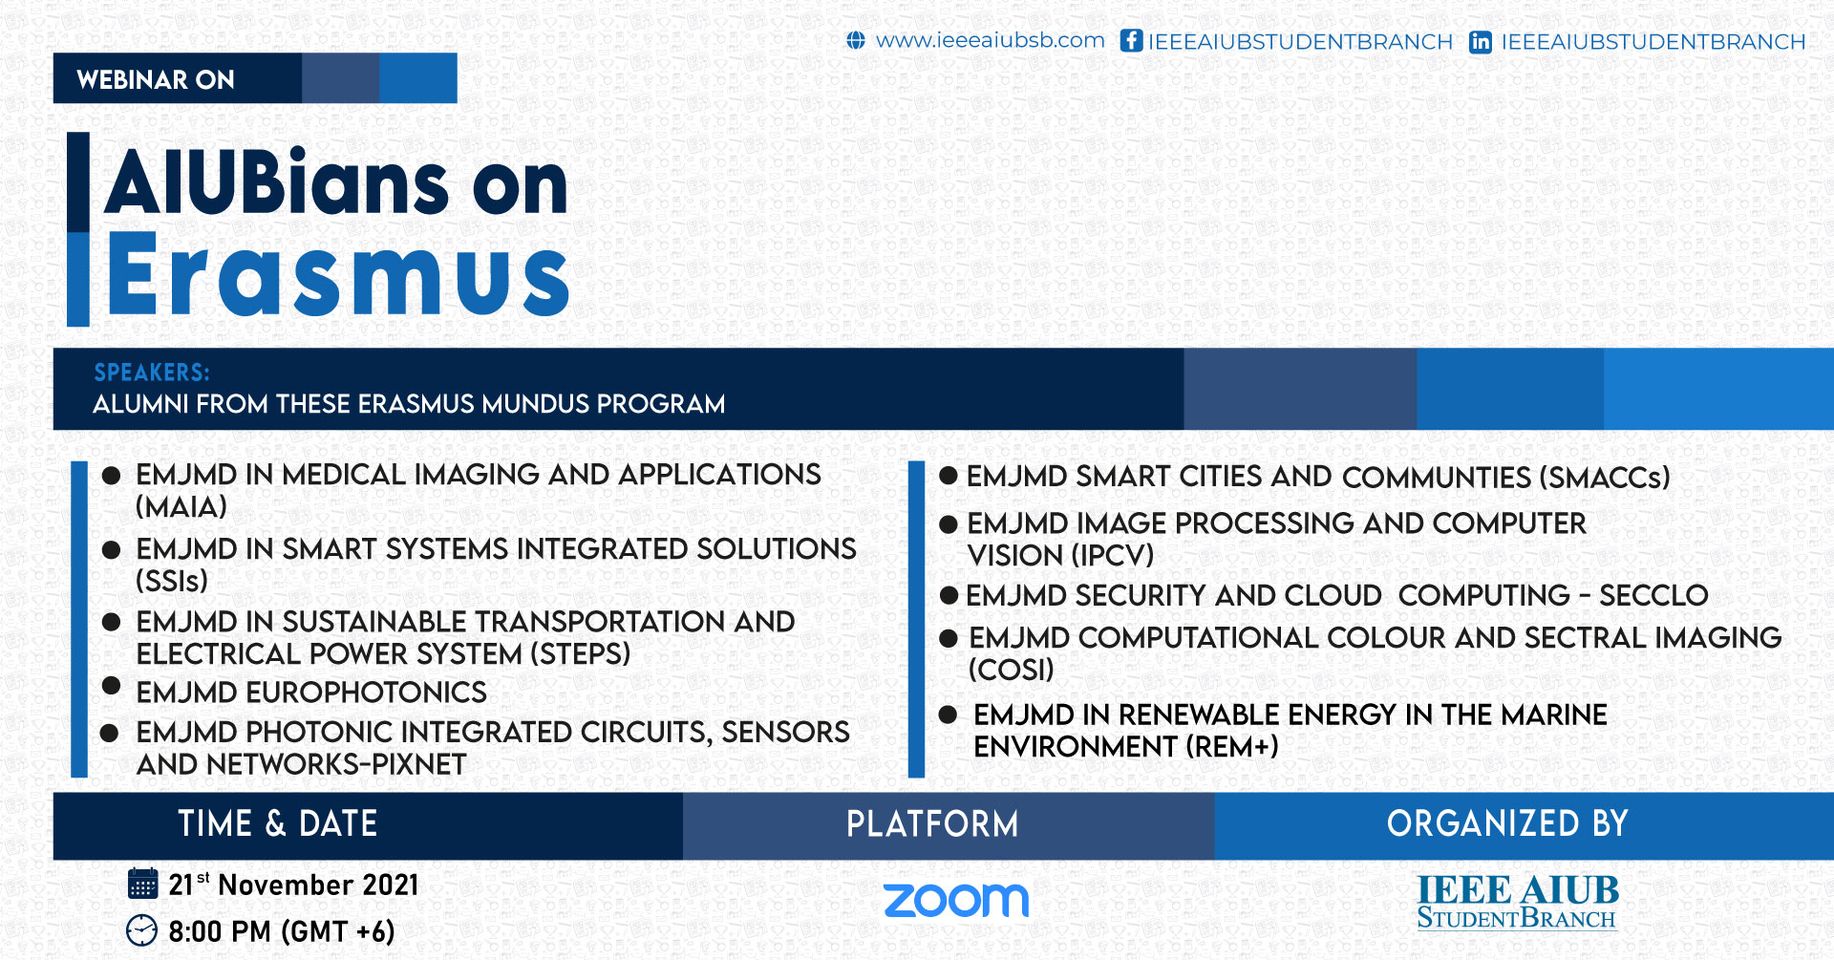 www.ieeeaiubsb.com IEEEAIUBSTUDENTBRANCH IEEEAIUBSTUDENTBRANCH
WEBINAR ON
AIUBians on
Erasmus
SPEAKERS:
ALUMNI FROM THESE ERASMUS MUNDUS PROGRAM
EMJMD IN MEDICAL IMAGING AND APPLICATIONS
(MAIA)
EMJMD IN SMART SYSTEMS INTEGRATED SOLUTIONS
(SSIs)
EMJMD IN SUSTAINABLE TRANSPORTATION AND
ELECTRICAL POWER SYSTEM (STEPS)
EMJMD EUROPHOTONICS
EMJMD PHOTONIC INTEGRATED CIRCUITS, SENSORS
AND NETWORKS-PIXNET
EMJMD SMART CITIES AND COMMUNTIES (SMACCs)
EMJMD IMAGE PROCESSING AND COMPUTER
VISION (IPCV)
EMJMD SECURITY AND CLOUD COMPUTING - SECCLO
EMJMD COMPUTATIONAL COLOUR AND SECTRAL IMAGING
(COSI)
EMJMD IN RENEWABLE ENERGY IN THE MARINE
ENVIRONMENT (REM+)
TIME & DATE
21st November 2021
8:00 PM (GMT +6)
PLATFORM
zoom
ORGANIZED BY
IEEE AIUB
STUDENTBRANCH